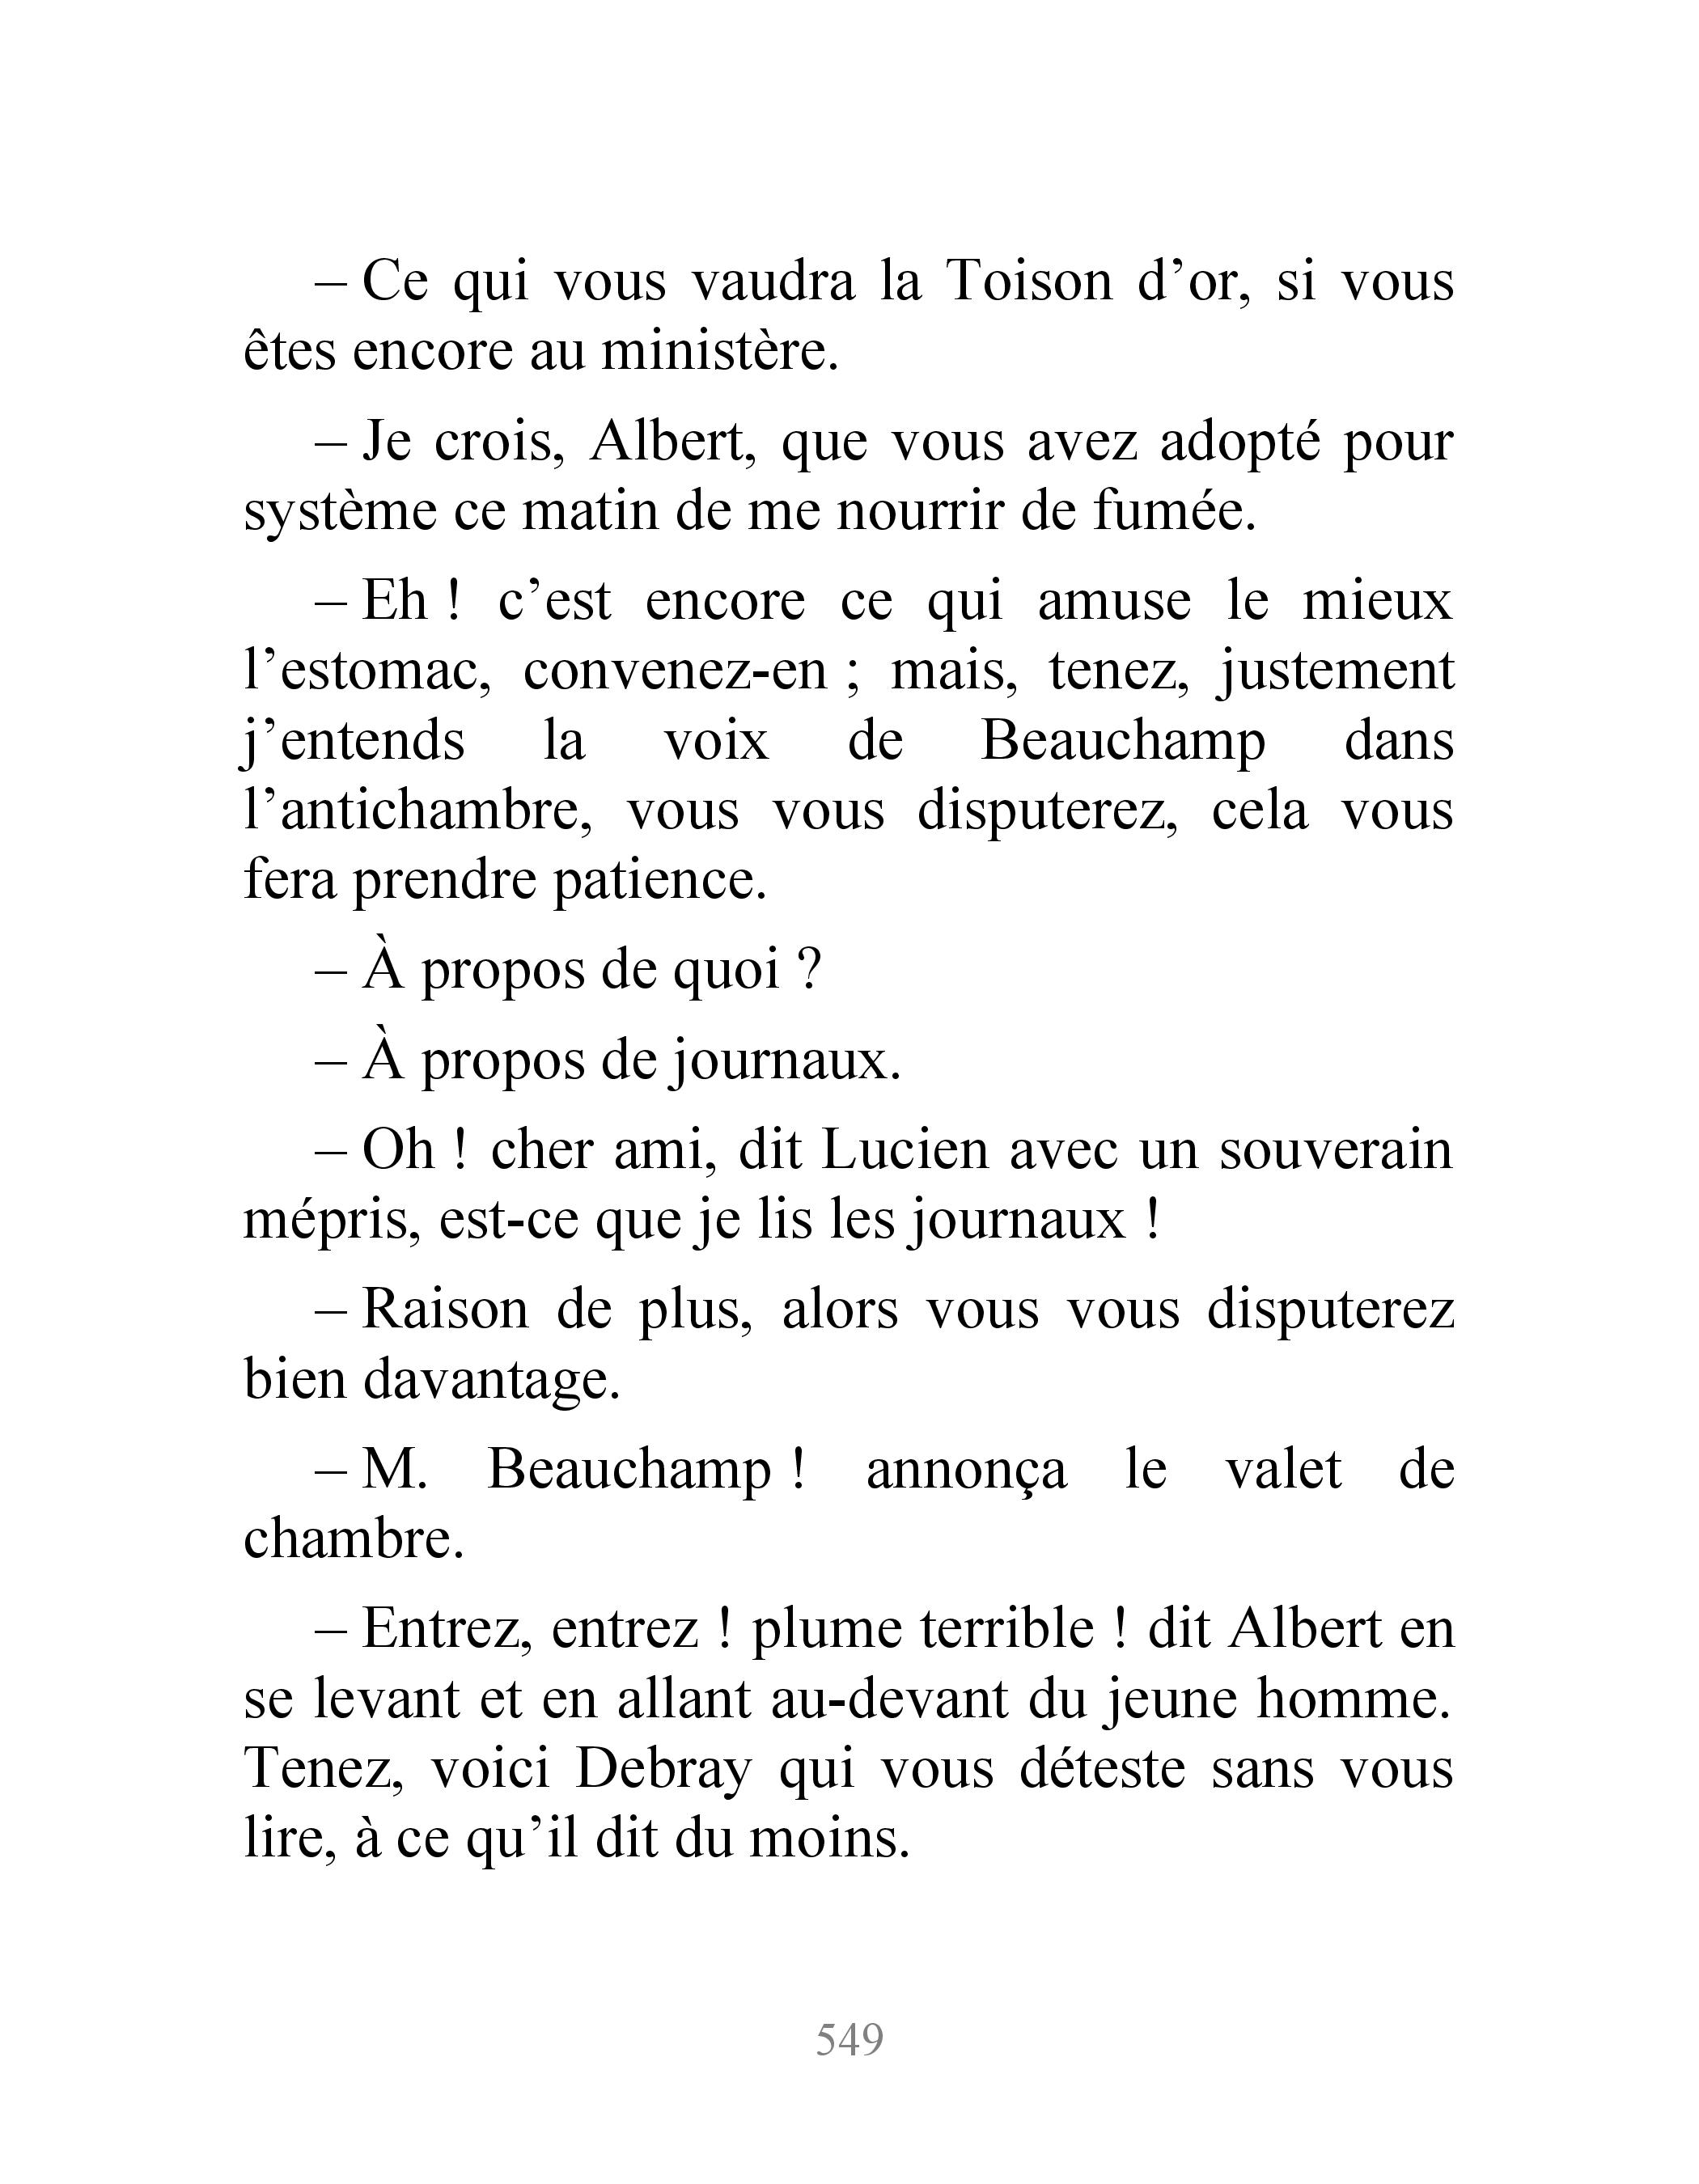 – Ce qui vous vaudra la Toison d’or, si vous
êtes encore au ministère.
– Je crois, Albert, que vous avez adopté pour
système ce matin de me nourrir de fumée.
– Eh ! c’est encore ce qui amuse le mieux
l’estomac, convenez-en ; mais, tenez, justement
j’entends la voix de Beauchamp dans
l’antichambre, vous vous disputerez, cela vous
fera prendre patience.
– À propos de quoi ?
– À propos de journaux.
– Oh ! cher ami, dit Lucien avec un souverain
mépris, est-ce que je lis les journaux !
– Raison de plus, alors vous vous disputerez
bien davantage.
– M. Beauchamp ! annonça le valet de
chambre.
– Entrez, entrez ! plume terrible ! dit Albert en
se levant et en allant au-devant du jeune homme.
Tenez, voici Debray qui vous déteste sans vous
lire, à ce qu’il dit du moins.
549